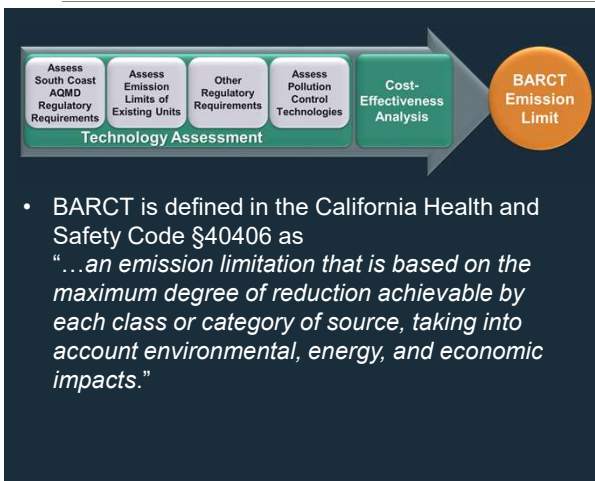 Assess
South Coast
AQMD
Regulatory
Requirements
Assess
Emission
Limits of
Existing Units
Other
Regulatory
Requirements
Assess
Pollution
Control
Technologies
Technology Assessment
Cost-
Effectiveness
Analysis
BARCT
Emission
Limit
• BARCT is defined in the California Health and
Safety Code §40406 as
“…an emission limitation that is based on the
maximum degree of reduction achievable by
each class or category of source, taking into
account environmental, energy, and economic
impacts.”